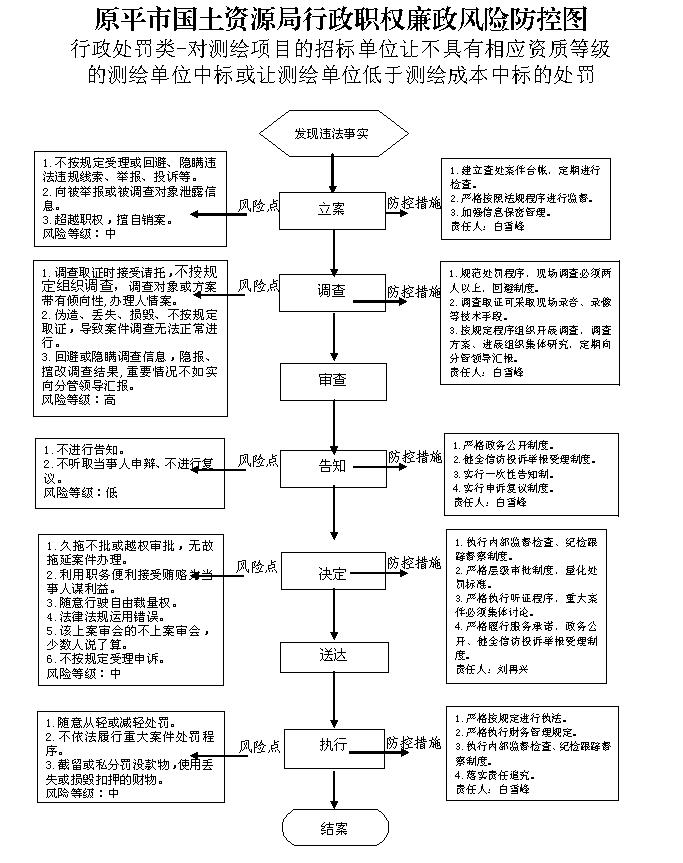 原平市国土资源局行政职权廉政风险防控图
行政处罚类-对测绘项目的招标单位让不具有相应资质等级
的测绘单位中标或让测绘单位低于测绘成本中标的处罚
发现违法事实
1. 不按规定受理或回避、隐瞒违
法违规线索、举报、投诉等。
2. 向被举报或被调查对象泄露信
息。
3. 超越职权，擅自销案。
风险等级：中
风险点
立案
防控措施
1. 建立查处案件台帐，定期进行
检查。
2. 严格按照法规程序进行监督。
3. 加强信息保密管理。
责任人：白雪峰
1. 调查取证时接受请托，不按规
定组织调查，调查对象或方案
带有倾向性, 办理人情案。
2. 伪造、丢失、损毁、不按规定
取证，导致案件调查无法正常进
行。
3. 回避或隐瞒调查信息，隐报、
擅改调查结果, 重要情况不如实
向分管领导汇报。
风险等级：高
风险点
调查
防控措施
1. 规范处罚程序，现场调查必须两
人以上，回避制度。
2. 调查取证可采取现场录音、录像
等技术手段。
3. 按规定程序组织开展调查，调查
方案、进展组织集体研究，定期向
分管领导汇报。
责任人：白雪峰
审查
1. 不进行告知。
2. 不听取当事人申辩、不进行复
议。
风险等级：低
风险点
告知
防控措施
1. 严格政务公开制度。
2. 健全信访投诉举报受理制度。
3. 实行一次性告知制。
4. 实行申诉复议制度。
责任人：白雪峰
1. 久拖不批或越权审批，无故
拖延案件办理。
2. 利用职务便利接受贿赂为当
事人谋利益。
3. 随意行驶自由裁量权。
4. 法律法规运用错误。
5. 该上案审会的不上案审会，
少数人说了算。
6. 不按规定受理申诉。
风险等级：中
风险点
决定
防控措施
1. 执行内部监督检查、纪检跟
踪督察制度。
2. 严格层级审批制度，量化处
罚标准。
3. 严格执行听证程序，重大案
件必须集体讨论。
4. 严格履行服务承诺，政务公
开、健全信访投诉举报受理制
度。
责任人：刘再兴
送达
1. 随意从轻或减轻处罚。
2. 不依法履行重大案件处罚程
序。
3. 截留或私分罚没款物, 使用丢
失或损毁扣押的财物。
风险等级：中
风险点
执行
防控措施
1. 严格按规定进行执法。
2. 严格执行财务管理规定。
3. 执行内部监督检查、纪检跟踪督
察制度。
4. 落实责任追究。
责任人：白雪峰
结案